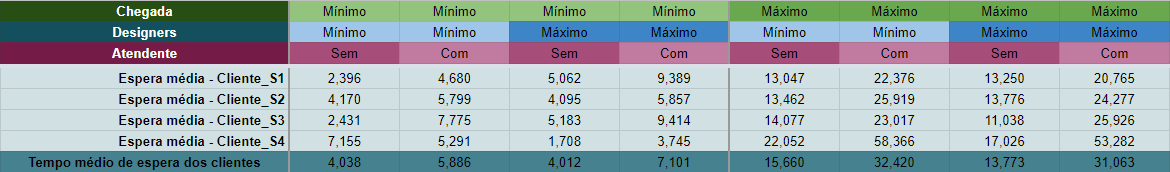 Chegada Mínimo Mínimo Mínimo Mínimo Máximo Máximo Máximo Máximo
Designers Mínimo Mínimo Máximo Máximo Mínimo Mínimo Máximo Máximo
Atendente Sem Com Sem Com Sem Com Sem Com
Espera média - Cliente_S1 2,396 4,680 5,062 9,389 13,047 22,376 13,250 20,765
Espera média - Cliente_S2 4,170 5,799 4,095 5,857 13,462 25,919 13,776 24,277
Espera média - Cliente_S3 2,431 7,775 5,183 9,414 14,077 23,017 11,038 25,926
Espera média - Cliente_S4 7,155 5,291 1,708 3,745 22,052 58,366 17,026 53,282
Tempo médio de espera dos clientes 4,038 5,886 4,012 7,101 15,660 32,420 13,773 31,063